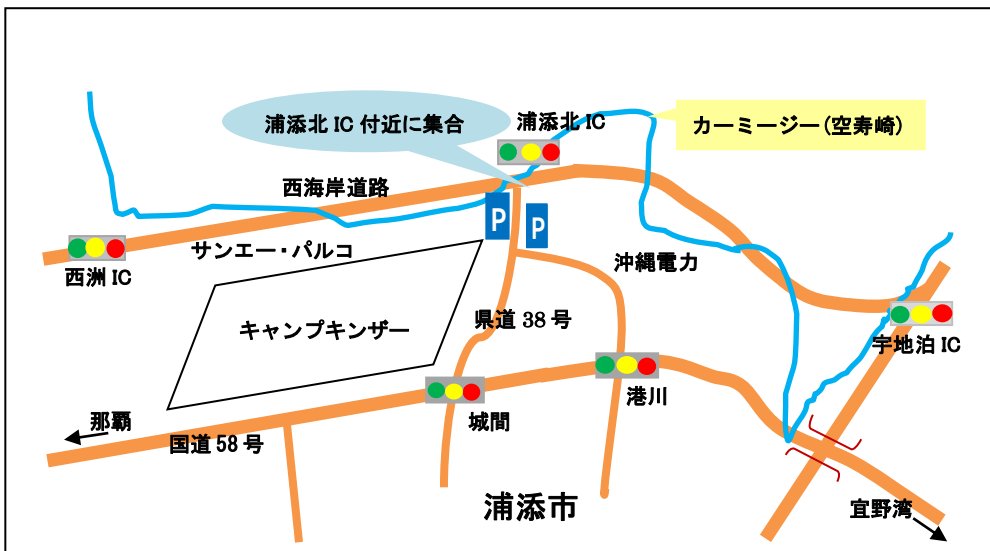 浦添北 IC 付近に集合
浦添北 IC
カーミージー(空寿崎)
西海岸道路
P
P
サンエー・パルコ
沖縄電力
西洲 IC
キャンプキンザー
県道 38 号
宇地泊 IC
港川
城間
那覇
国道 58 号
浦添市
宜野湾